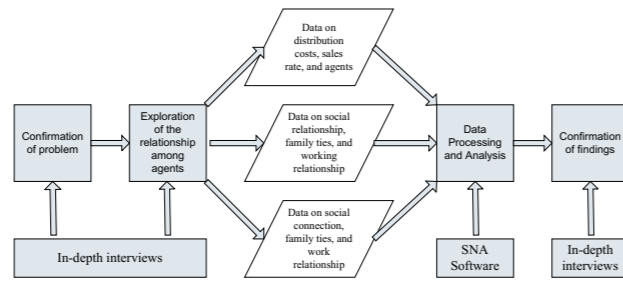 Data on
distribution
costs, sales
rate, and agents
Confirmation
of problem
Exploration
of the
relationship
among
agents
Data on social
relationship,
family ties, and
working
relationship
Data
Processing
and Analysis
Confirmation
of findings
Data on social
connection,
family ties, and
work
relationship
In-depth interviews
SNA
Software
In-depth
interviews